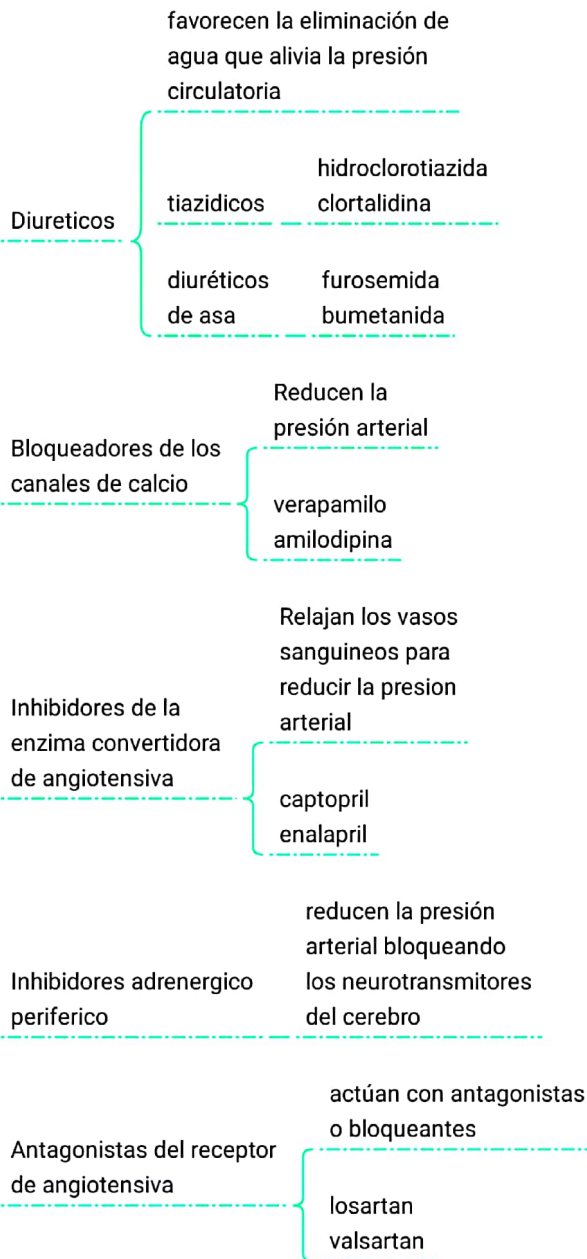 favorecen la eliminación de
agua que alivia la presión
circulatoria
Diureticos
tiazidicos
hidroclorotiazida
clortalidina
diuréticos
de asa
furosemida
bumetanida
Bloqueadores de los
canales de calcio
Reducen la
presión arterial
verapamilo
amilodipina
Inhibidores de la
enzima convertidora
de angiotensiva
Relajan los vasos
sanguineos para
reducir la presion
arterial
captopril
enalapril
Inhibidores adrenergico
periferico
reducen la presión
arterial bloqueando
los neurotransmitores
del cerebro
Antagonistas del receptor
de angiotensiva
actúan con antagonistas
o bloqueantes
losartan
valsartan